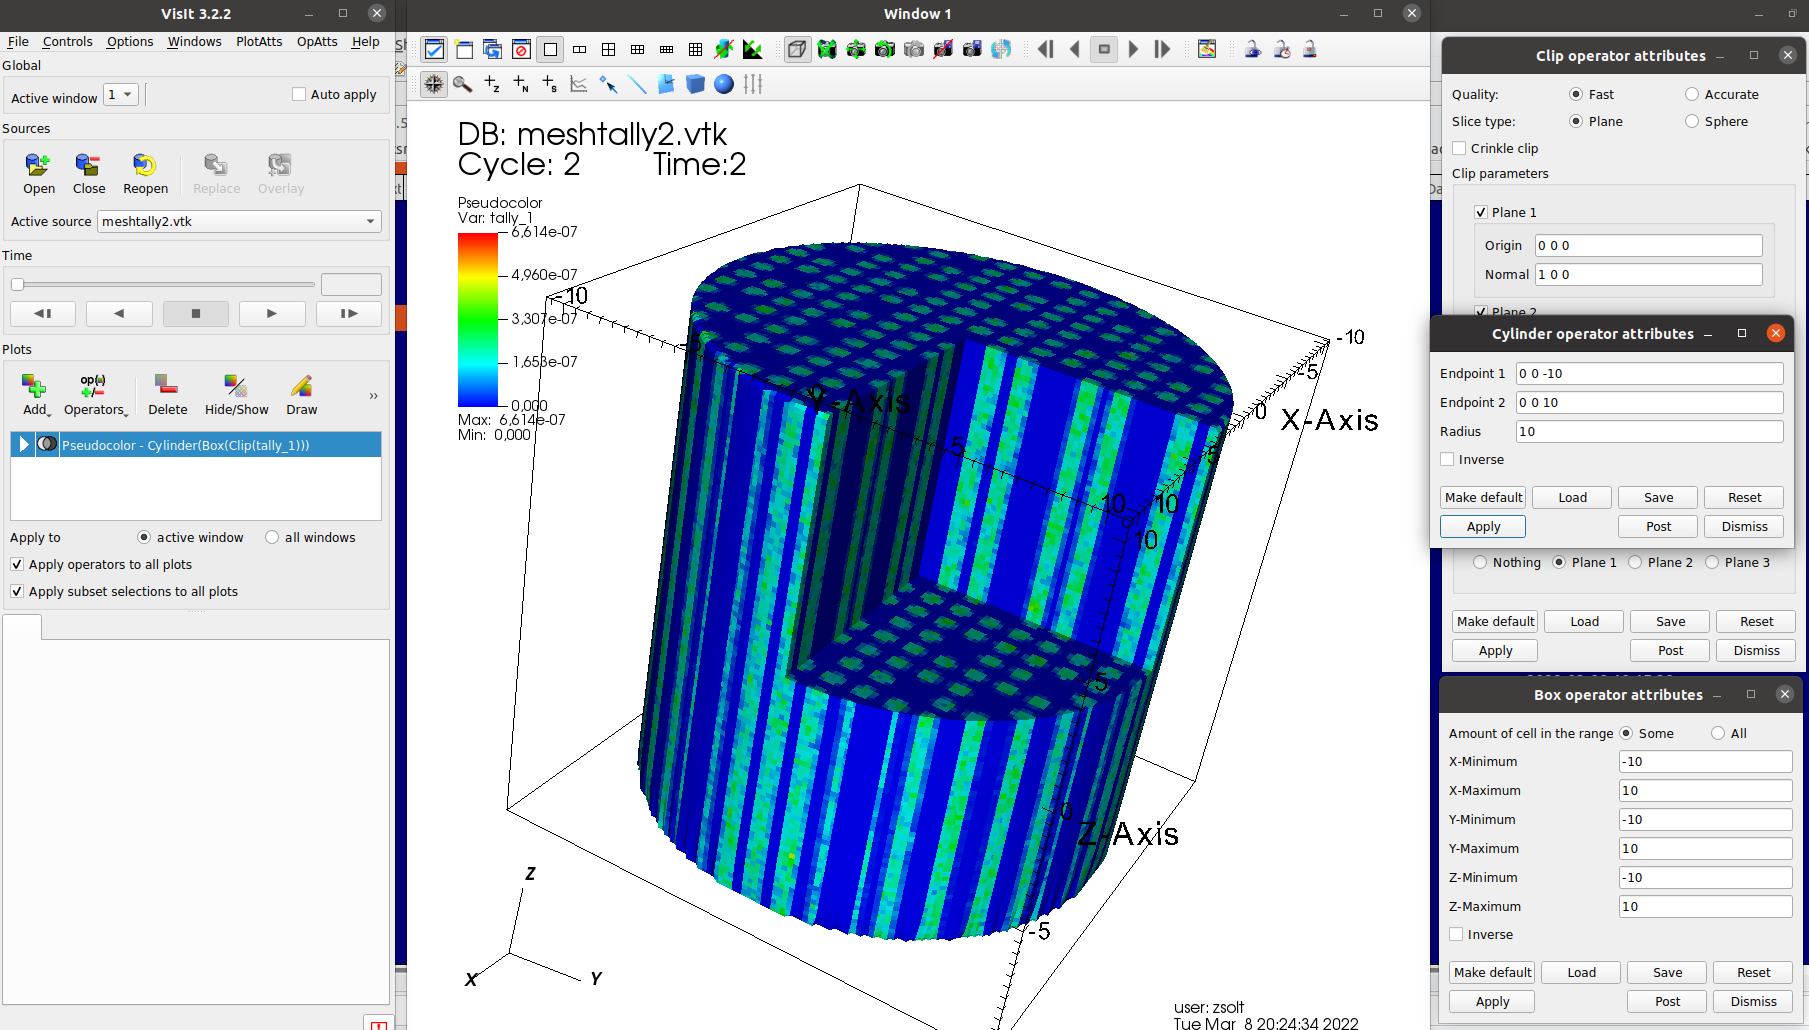 VisIt 3.2.2
File Controls Options Windows PlotAtts OpAtts Help
Global
Active window 1 Auto apply
Sources
Open Close Reopen Replace Overlay
Active source meshtally2.vtk
Time
Plots
Add Operators Delete Hide/Show Draw
Pseudocolor - Cylinder(Box(Clip(tally_1)))
Apply to active window all windows
Apply operators to all plots
Apply subset selections to all plots
Window 1
DB: meshtally2.vtk
Cycle: 2 Time:2
Pseudocolor
Var: tally_1
6,614e-07
4,960e-07
3,307e-07
1,653e-07
0,000
Max: 6,614e-07
Min: 0,000
-10
-5
0
Y-Axis
5
10
-10
-5
0
X-Axis
5
10
10
5
0
Z-Axis
-5
Z
X
Y
user: zsolt
Tue Mar 8 20:24:34 2022
Clip operator attributes
Quality: Fast Accurate
Slice type: Plane Sphere
Crinkle clip
Clip parameters
Plane 1
Origin 0 0 0
Normal 1 0 0
Plane 2
Cylinder operator attributes
Endpoint 1 0 0 -10
Endpoint 2 0 0 10
Radius 10
Inverse
Make default Load Save Reset
Apply Post Dismiss
Nothing Plane 1 Plane 2 Plane 3
Make default Load Save Reset
Apply Post Dismiss
Box operator attributes
Amount of cell in the range Some All
X-Minimum -10
X-Maximum 10
Y-Minimum -10
Y-Maximum 10
Z-Minimum -10
Z-Maximum 10
Inverse
Make default Load Save Reset
Apply Post Dismiss